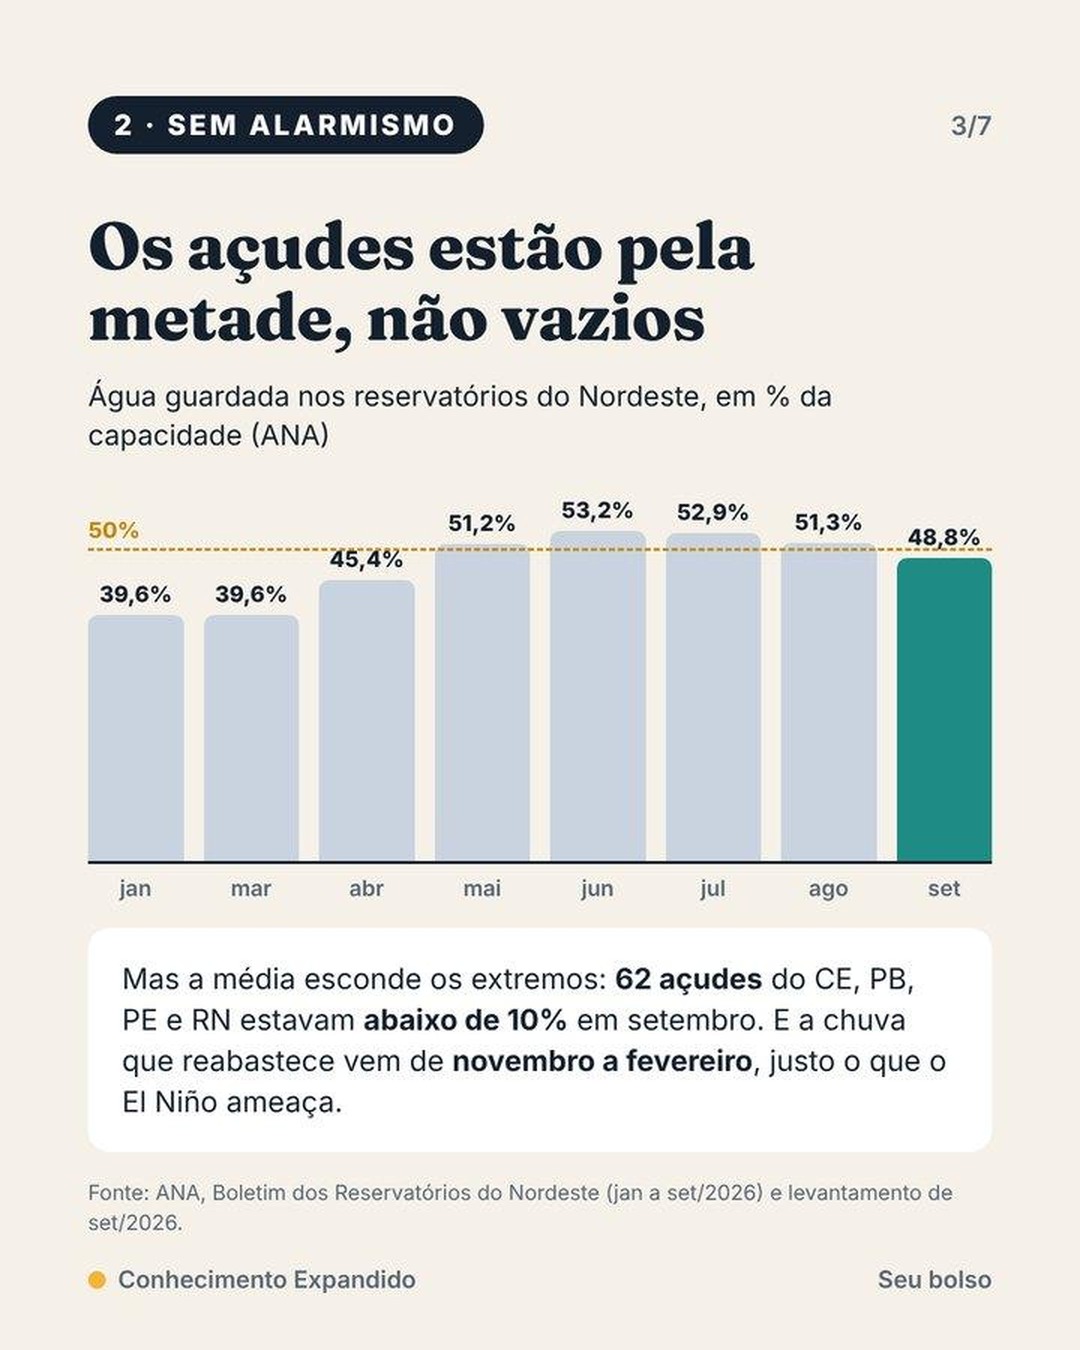 2 · SEM ALARMISMO
3/7
Os açudes estão pela
metade, não vazios
Água guardada nos reservatórios do Nordeste, em % da
capacidade (ANA)
50%
39,6%
39,6%
45,4%
51,2%
53,2%
52,9%
51,3%
48,8%
jan
mar
abr
mai
jun
jul
ago
set
Mas a média esconde os extremos: 62 açudes do CE, PB,
PE e RN estavam abaixo de 10% em setembro. E a chuva
que reabastece vem de novembro a fevereiro, justo o que o
El Niño ameaça.
Fonte: ANA, Boletim dos Reservatórios do Nordeste (jan a set/2026) e levantamento de
set/2026.
Conhecimento Expandido
Seu bolso